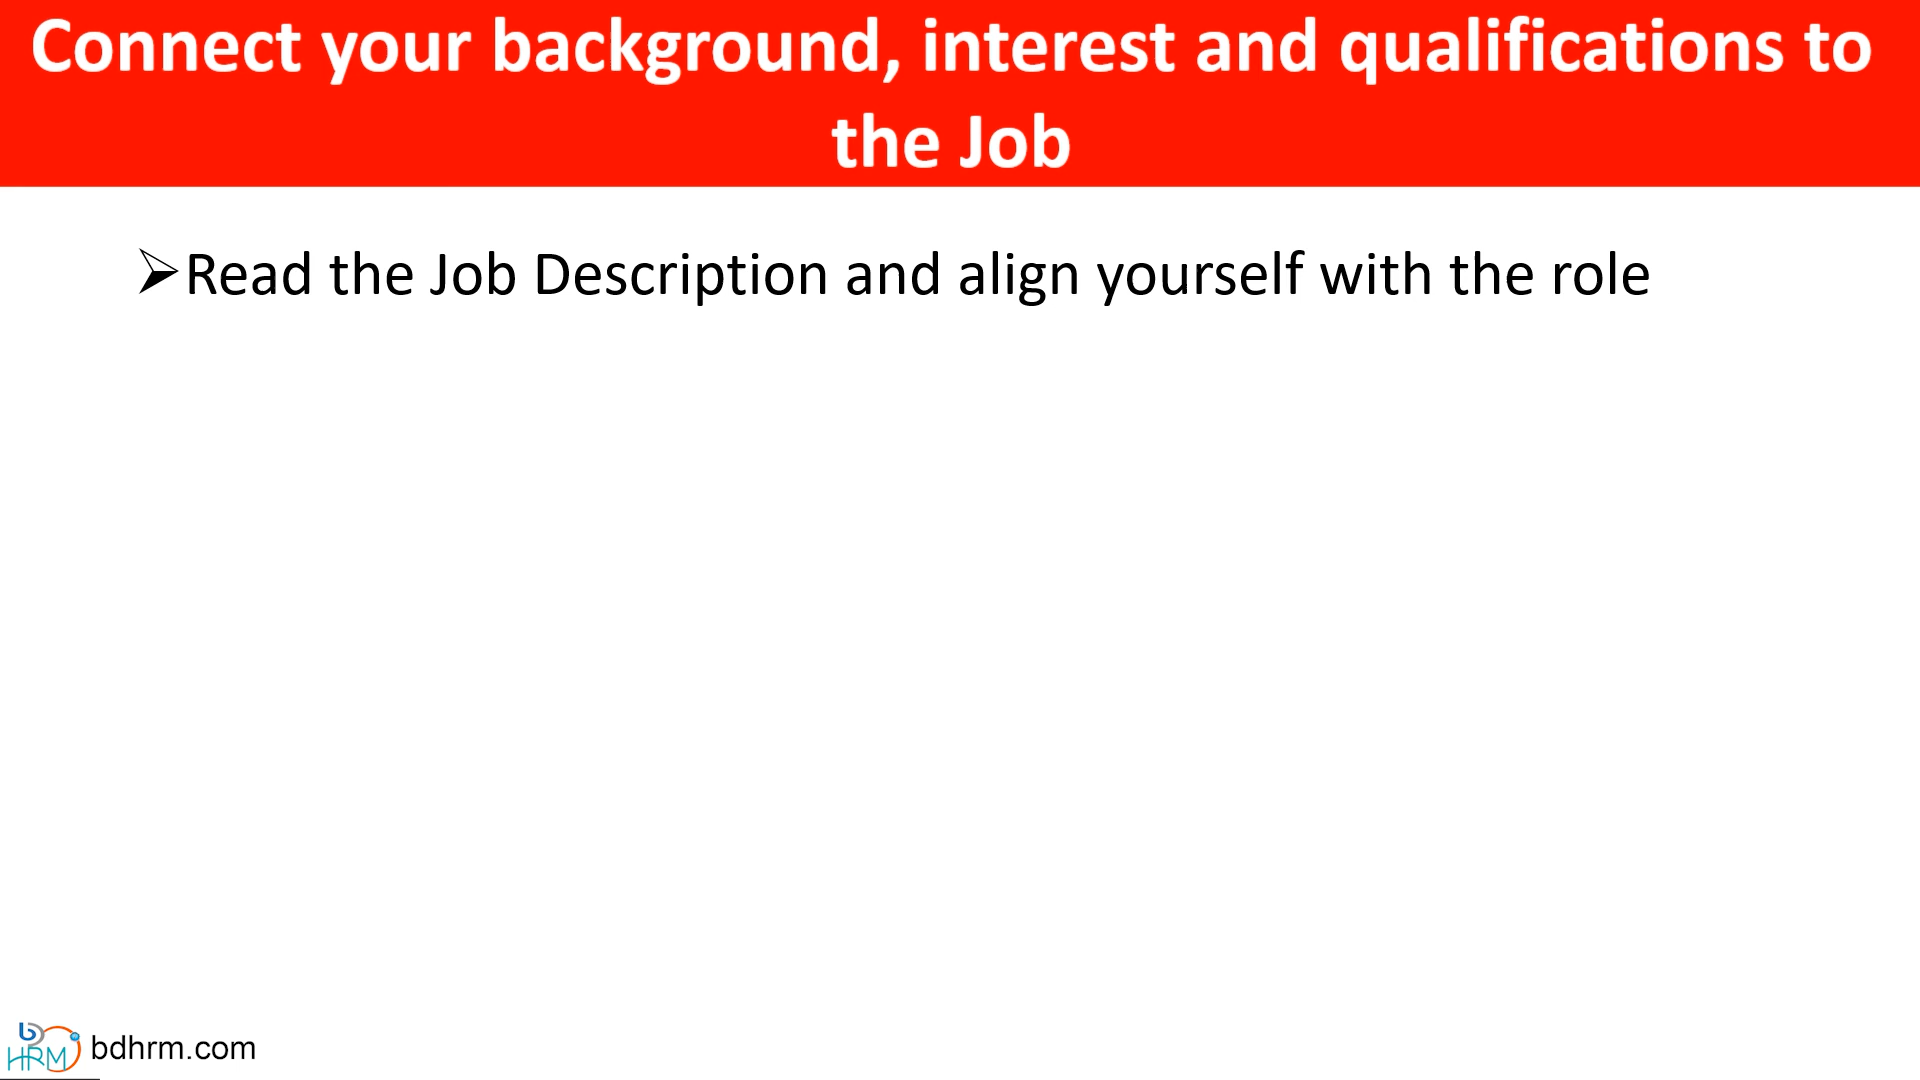 Connect your background, interest and qualifications to
the Job
➢Read the Job Description and align yourself with the role
bd
HRM
bdhrm.com